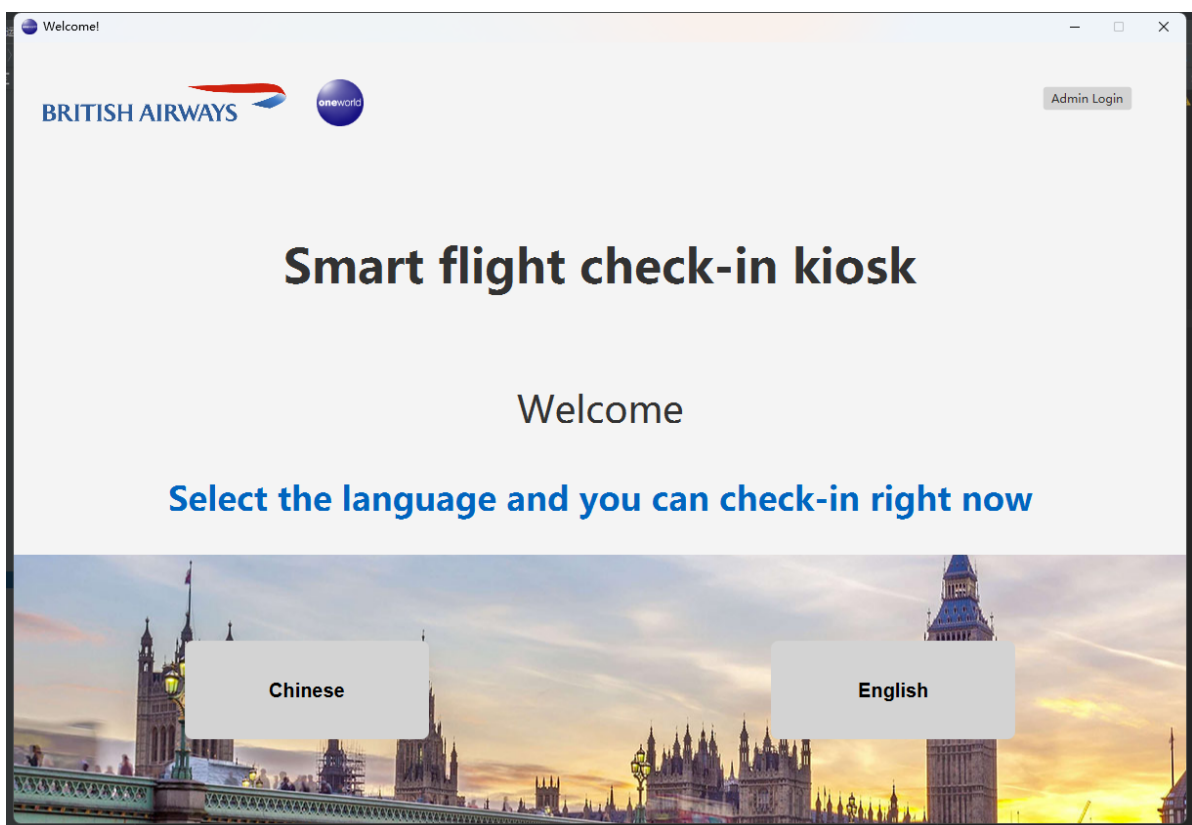 Welcome!
BRITISH AIRWAYS
oneworld
Admin Login
Smart flight check-in kiosk
Welcome
Select the language and you can check-in right now
Chinese
English